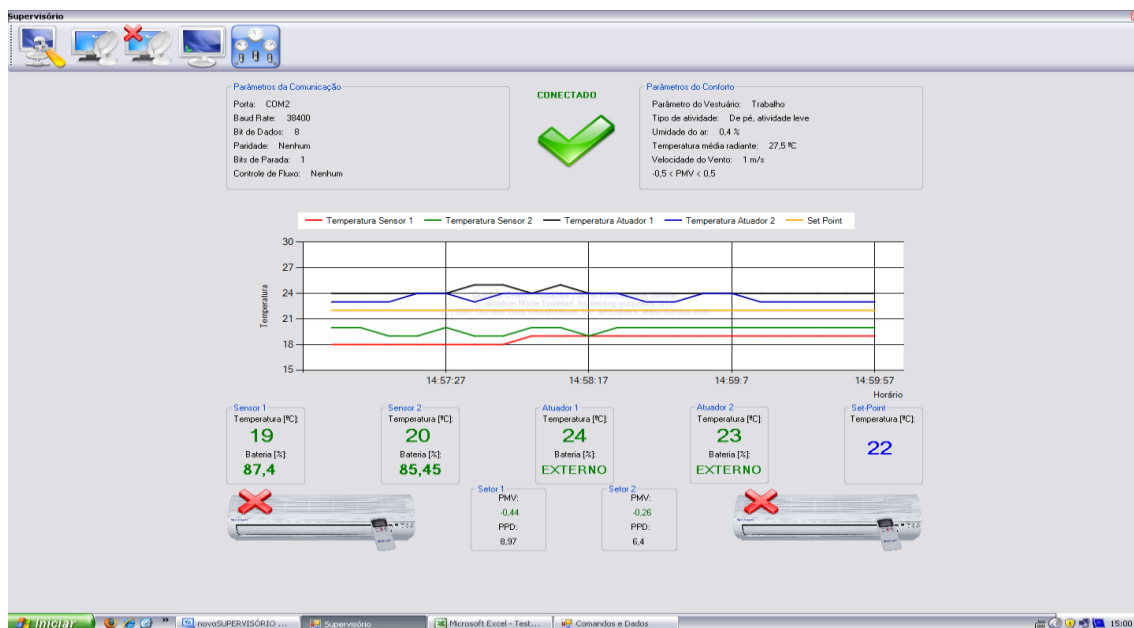 Supervisório
Parâmetros da Comunicação
Porta: COM2
Baud Rate: 38400
Bit de Dados: 8
Paridade: Nenhum
Bits de Parada: 1
Controle de Fluxo: Nenhum
CONECTADO
Parâmetros do Conforto
Parâmetro do Vestuário: Trabalho
Tipo de atividade: De pé, atividade leve
Umidade do ar: 0,4 %
Temperatura média radiante: 27,5 ºC
Velocidade do Vento: 1 m/s
-0,5 < PMV < 0,5
Temperatura Sensor 1 Temperatura Sensor 2 Temperatura Atuador 1 Temperatura Atuador 2 Set Point
30
27
24
21
18
15
Temperatura
14:57:27 14:58:17 14:59:7 14:59:57
Horário
Sensor 1
Temperatura [ºC]:
19
Bateria [%]:
87,4
Sensor 2
Temperatura [ºC]:
20
Bateria [%]:
85,45
Atuador 1
Temperatura [ºC]:
24
Bateria [%]:
EXTERNO
Atuador 2
Temperatura [ºC]:
23
Bateria [%]:
EXTERNO
Set-Point
Temperatura [ºC]:
22
Setor 1
PMV:
-0,44
PPD:
8,97
Setor 2
PMV:
-0,26
PPD:
6,4
Iniciar novoSUPERVISÓRIO ... Supervisório Microsoft Excel - Test... Comandos e Dados 15:00